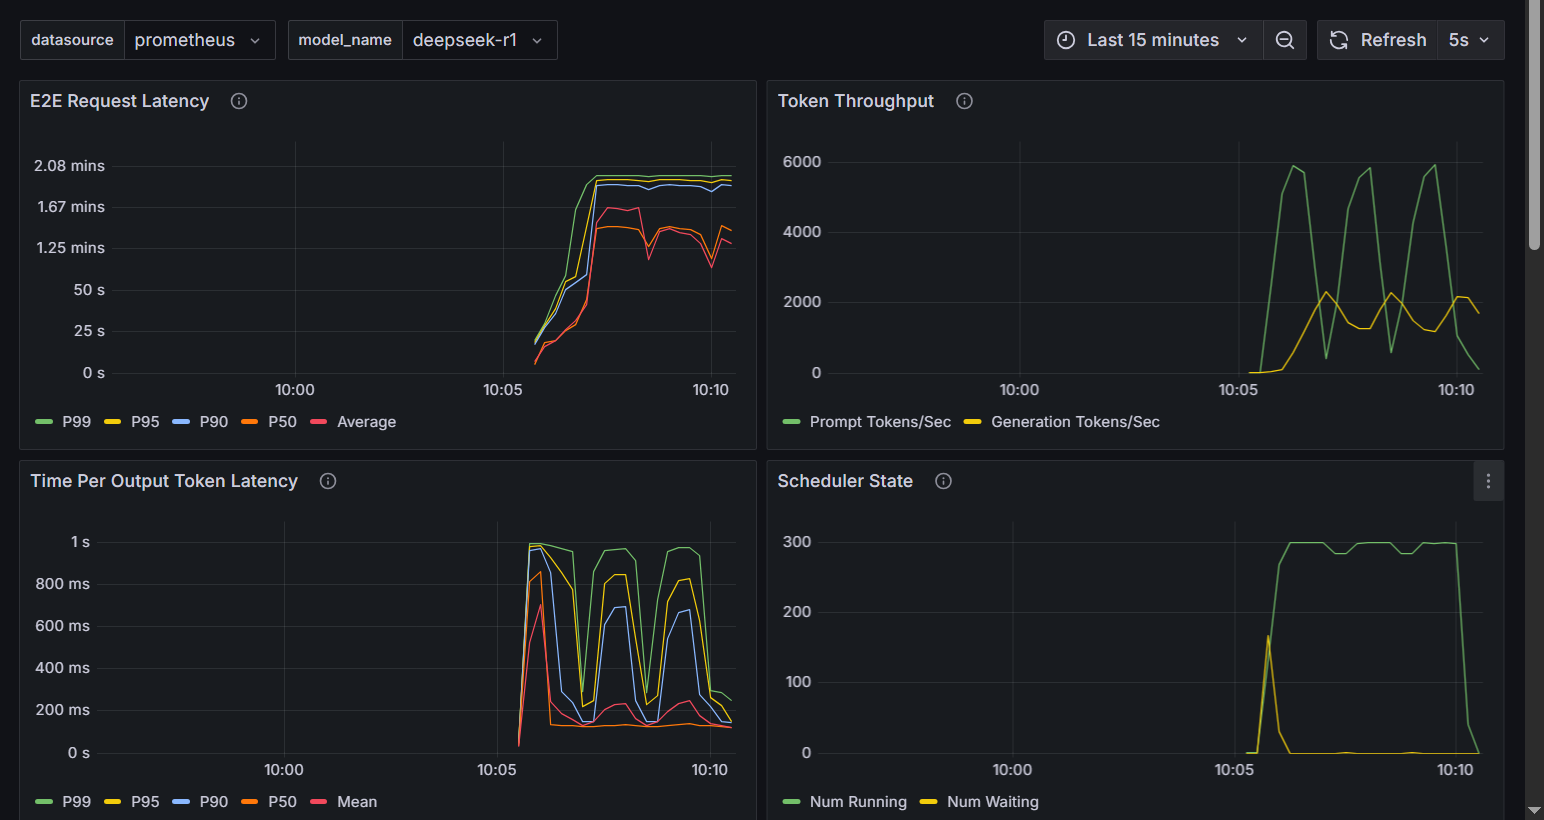 datasource prometheus model_name deepseek-r1 Last 15 minutes Refresh 5s
E2E Request Latency
2.08 mins
1.67 mins
1.25 mins
50 s
25 s
0 s
10:00 10:05 10:10
P99 P95 P90 P50 Average
Token Throughput
6000
4000
2000
0
10:00 10:05 10:10
Prompt Tokens/Sec Generation Tokens/Sec
Time Per Output Token Latency
1 s
800 ms
600 ms
400 ms
200 ms
0 s
10:00 10:05 10:10
P99 P95 P90 P50 Mean
Scheduler State
300
200
100
0
10:00 10:05 10:10
Num Running Num Waiting